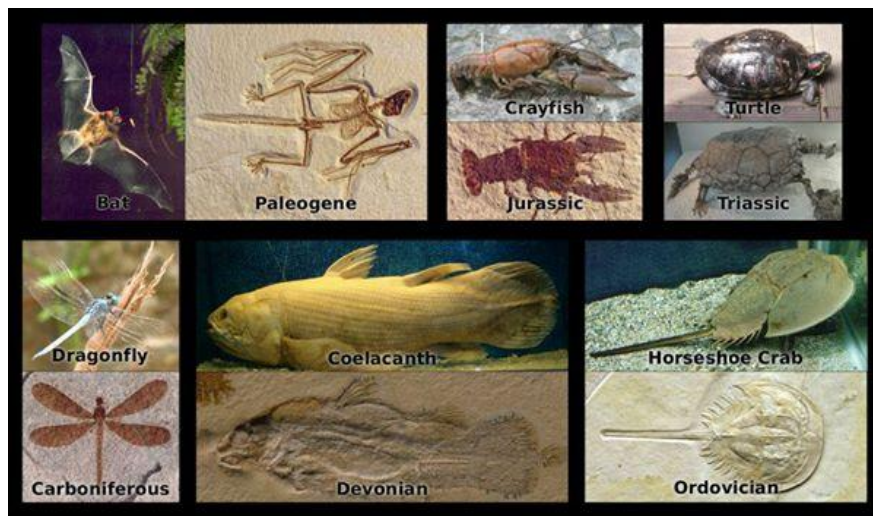 Bat
Paleogene
Crayfish
Jurassic
Turtle
Triassic
Dragonfly
Carboniferous
Coelacanth
Devonian
Horseshoe Crab
Ordovician